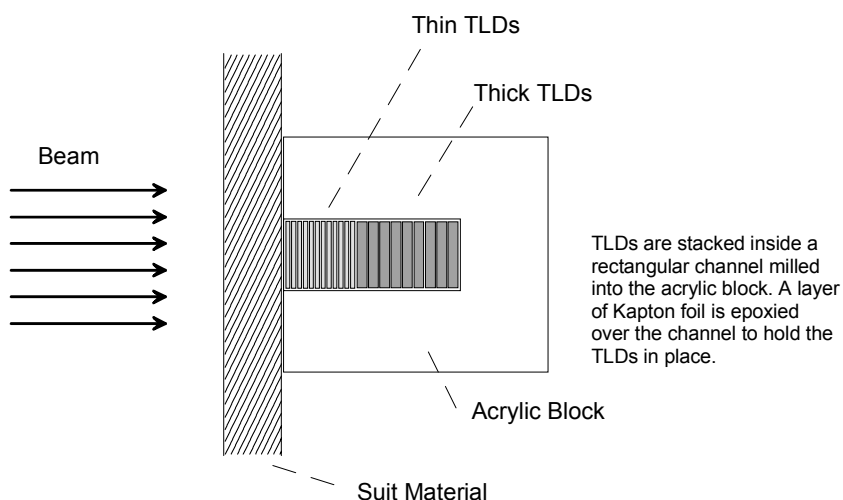 Thin TLDs
Thick TLDs
Beam
TLDs are stacked inside a
rectangular channel milled
into the acrylic block. A layer
of Kapton foil is epoxied
over the channel to hold the
TLDs in place.
Acrylic Block
Suit Material